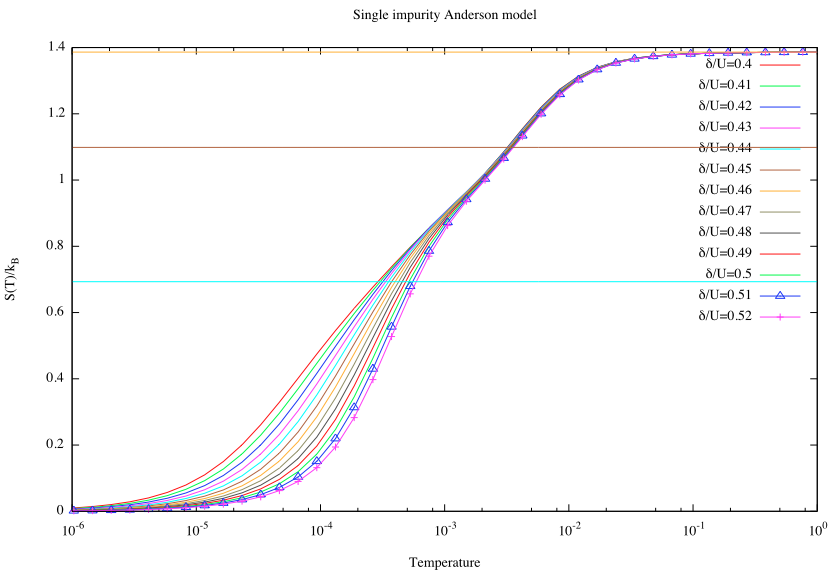 Single impurity Anderson model
1.4
1.2
1
0.8
0.6
0.4
0.2
0
S(T)/k_B
δ/U=0.4
δ/U=0.41
δ/U=0.42
δ/U=0.43
δ/U=0.44
δ/U=0.45
δ/U=0.46
δ/U=0.47
δ/U=0.48
δ/U=0.49
δ/U=0.5
δ/U=0.51
δ/U=0.52
10^-6 10^-5 10^-4 10^-3 10^-2 10^-1 10^0
Temperature